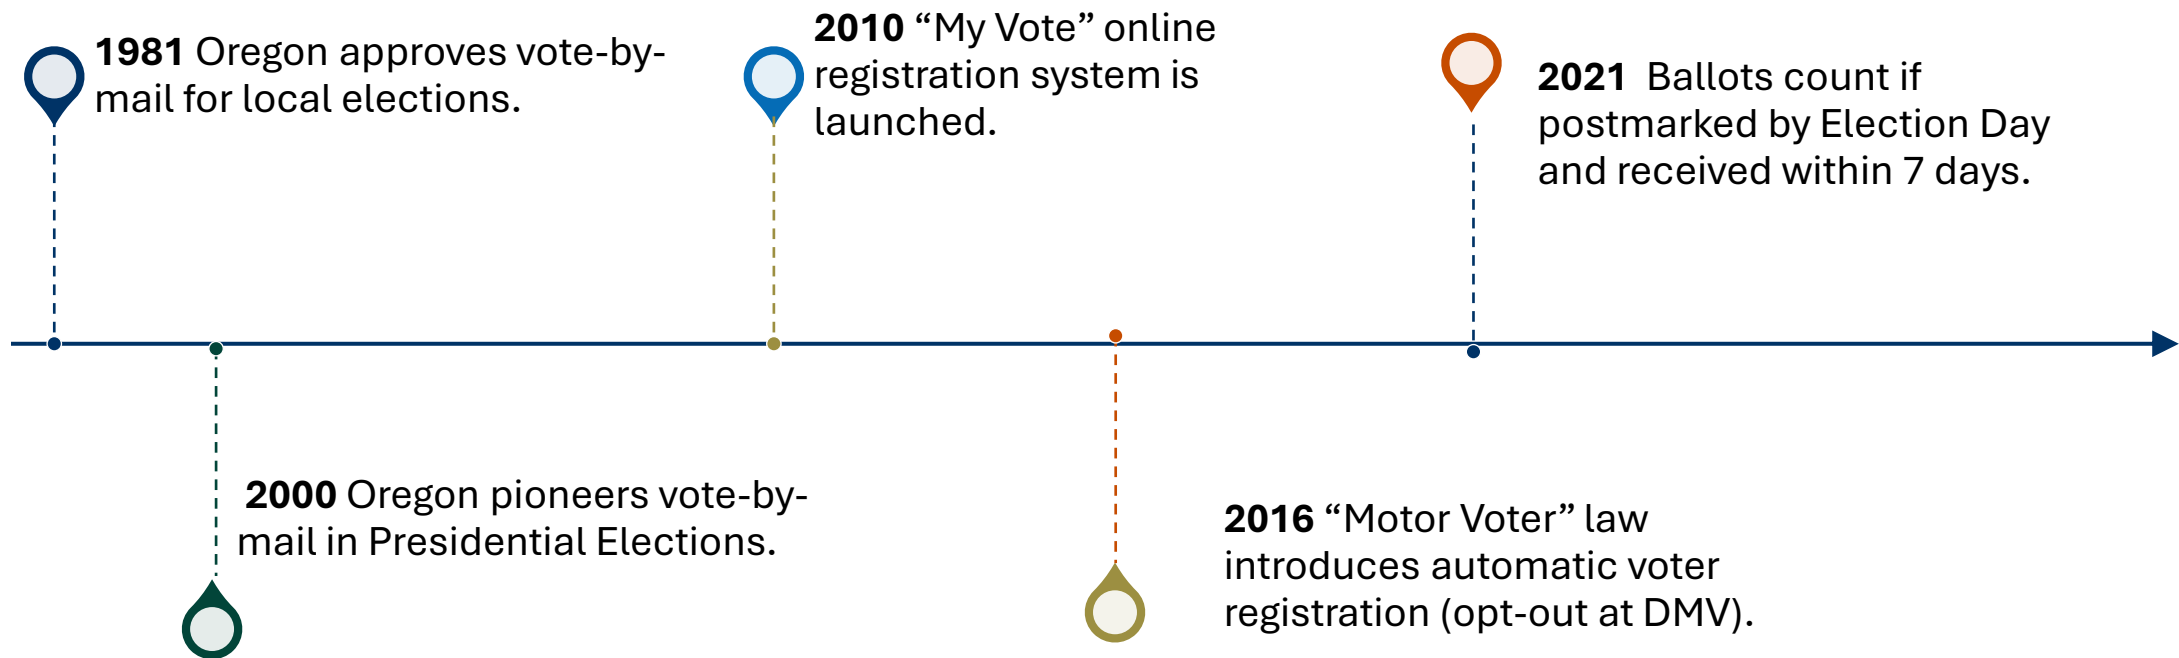 1981 Oregon approves vote-by-
mail for local elections.
2010 “My Vote” online
registration system is
launched.
2021  Ballots count if
postmarked by Election Day
and received within 7 days.
2000 Oregon pioneers vote-by-
mail in Presidential Elections.
2016 “Motor Voter” law
introduces automatic voter
registration (opt-out at DMV).